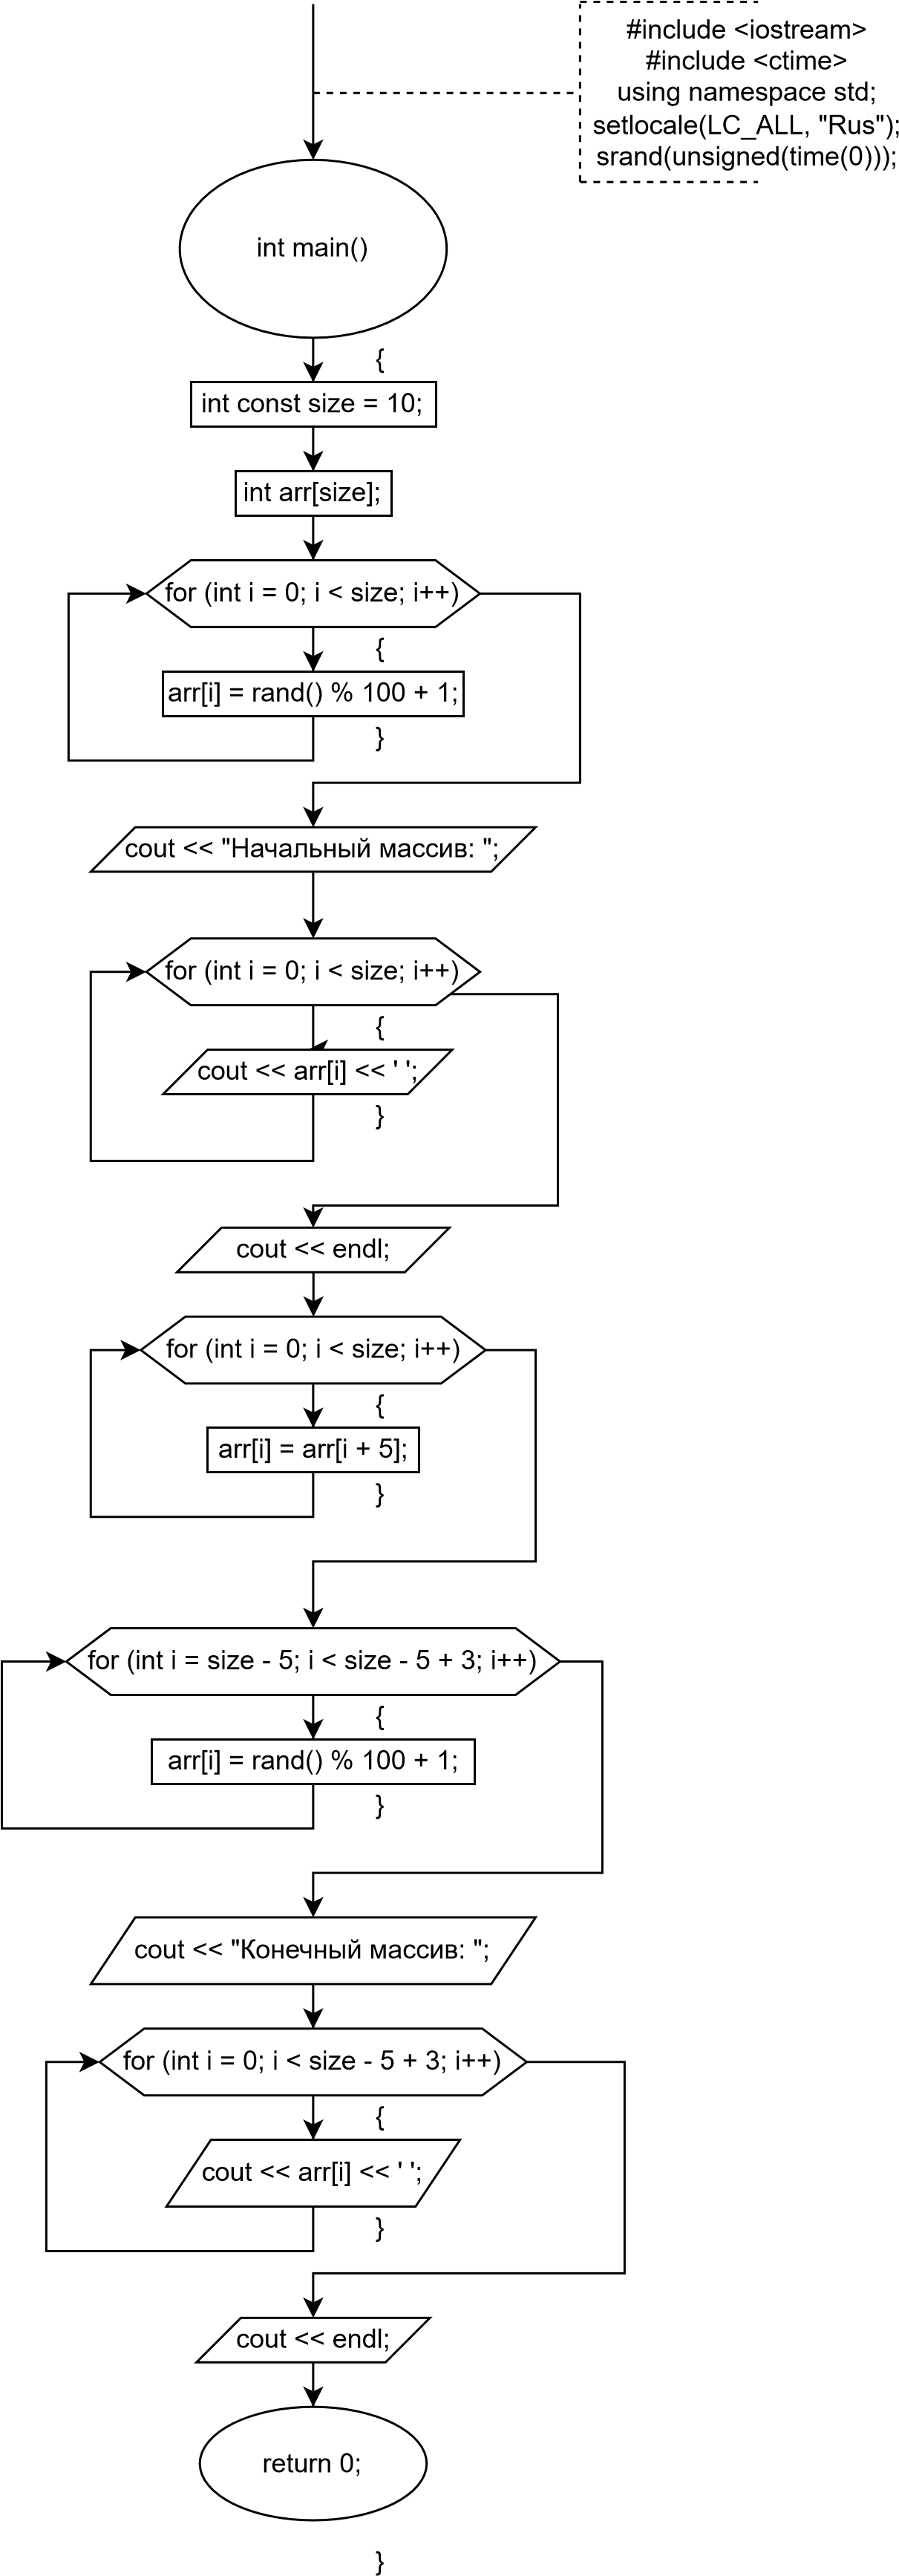 #include <iostream>
#include <ctime>
using namespace std;
setlocale(LC_ALL, "Rus");
srand(unsigned(time(0)));
int main()
{
int const size = 10;
int arr[size];
for (int i = 0; i < size; i++)
{
arr[i] = rand() % 100 + 1;
}
cout << "Начальный массив: ";
for (int i = 0; i < size; i++)
{
cout << arr[i] << ' ';
}
cout << endl;
for (int i = 0; i < size; i++)
{
arr[i] = arr[i + 5];
}
for (int i = size - 5; i < size - 5 + 3; i++)
{
arr[i] = rand() % 100 + 1;
}
cout << "Конечный массив: ";
for (int i = 0; i < size - 5 + 3; i++)
{
cout << arr[i] << ' ';
}
cout << endl;
return 0;
}